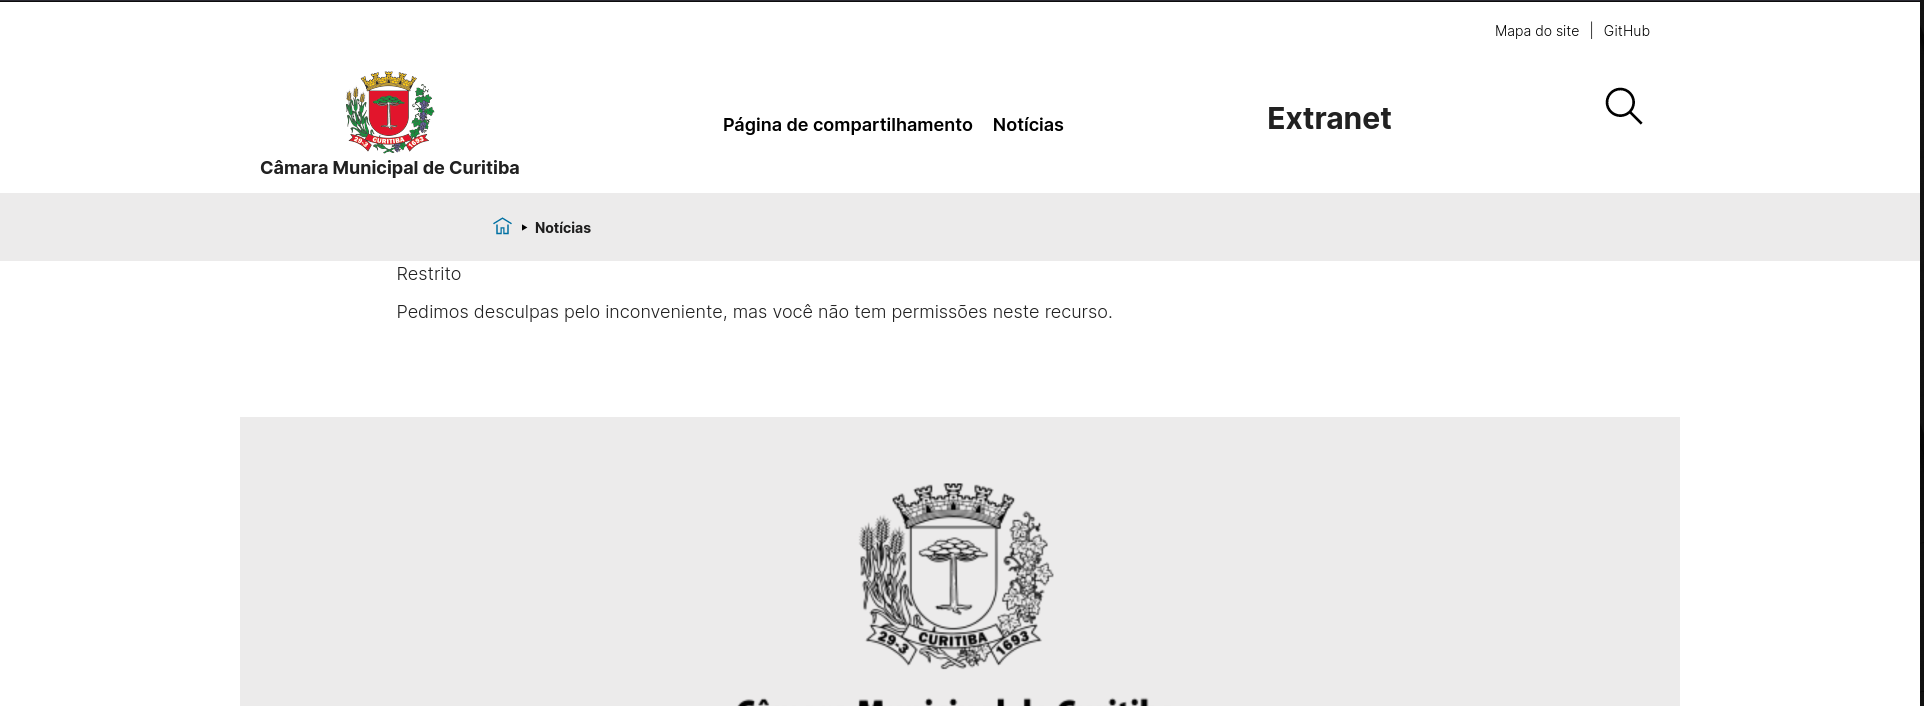 Mapa do site | GitHub
29-3 CURITIBA 1693
Câmara Municipal de Curitiba
Página de compartilhamento Notícias
Extranet
Notícias
Restrito
Pedimos desculpas pelo inconveniente, mas você não tem permissões neste recurso.
29-3 CURITIBA 1693